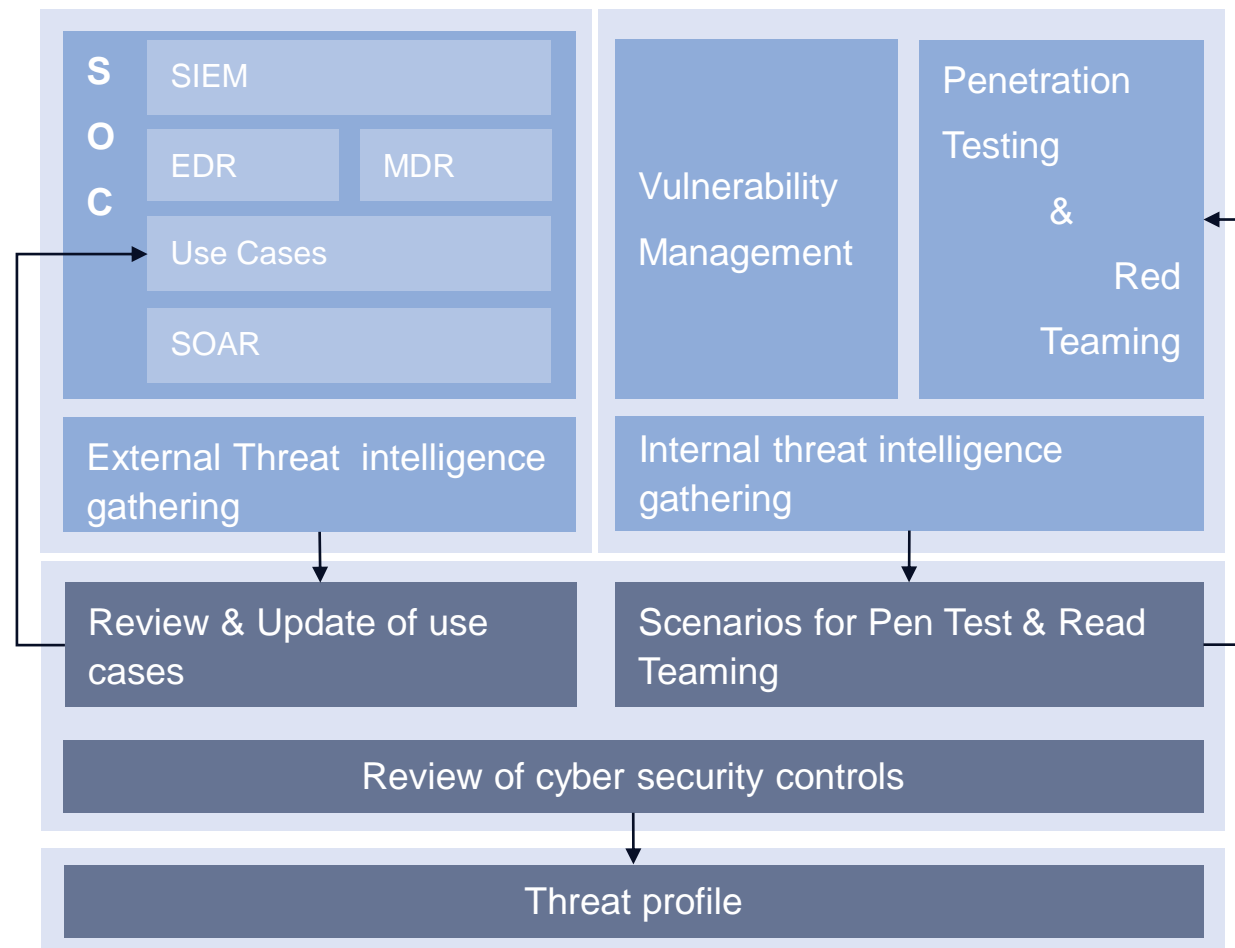 S
O
C
SIEM
EDR
MDR
Use Cases
SOAR
External Threat intelligence
gathering
Vulnerability
Management
Penetration
Testing
&
Red
Teaming
Internal threat intelligence
gathering
Review & Update of use
cases
Scenarios for Pen Test & Read
Teaming
Review of cyber security controls
Threat profile